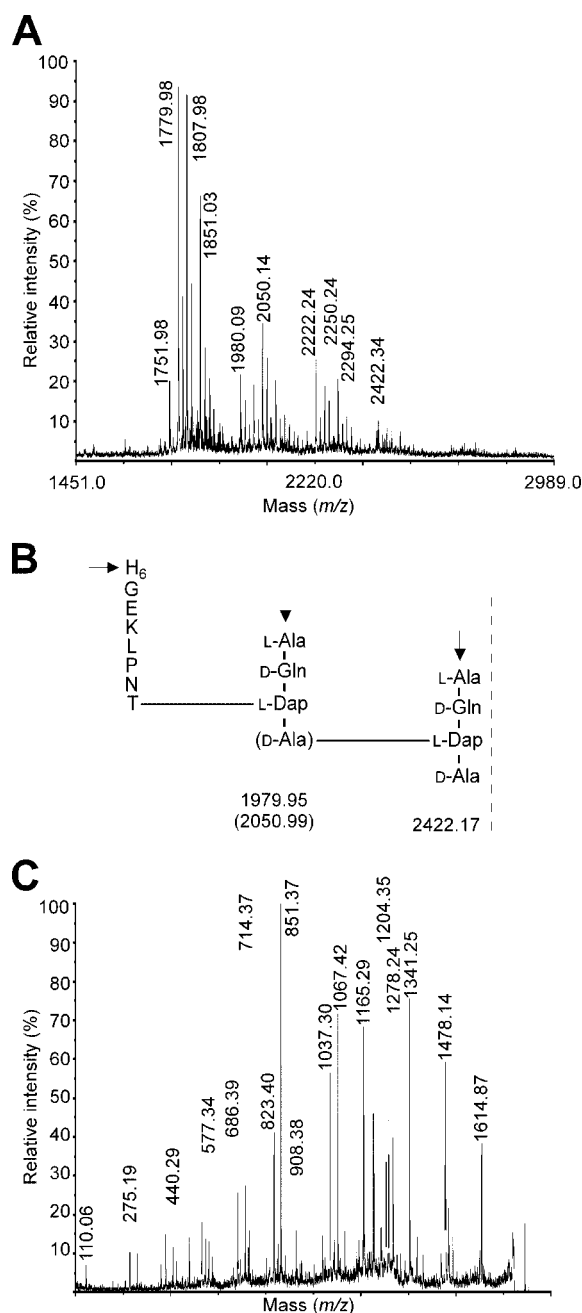 A
100
90
80
70
60
50
40
30
20
10
Relative intensity (%)
1751.98
1779.98
1807.98
1851.03
1980.09
2050.14
2222.24
2250.24
2294.25
2422.34
1451.0 2220.0 2989.0
Mass (m/z)
B
H6
G
E
K
L
P
N
T
L-Ala
D-Gln
L-Dap
(D-Ala)
L-Ala
D-Gln
L-Dap
D-Ala
1979.95
(2050.99)
2422.17
C
100
90
80
70
60
50
40
30
20
10
Relative intensity (%)
110.06
275.19
440.29
577.34
686.39
714.37
823.40
851.37
908.38
1037.30
1067.42
1165.29
1204.35
1278.24
1341.25
1478.14
1614.87
Mass (m/z)